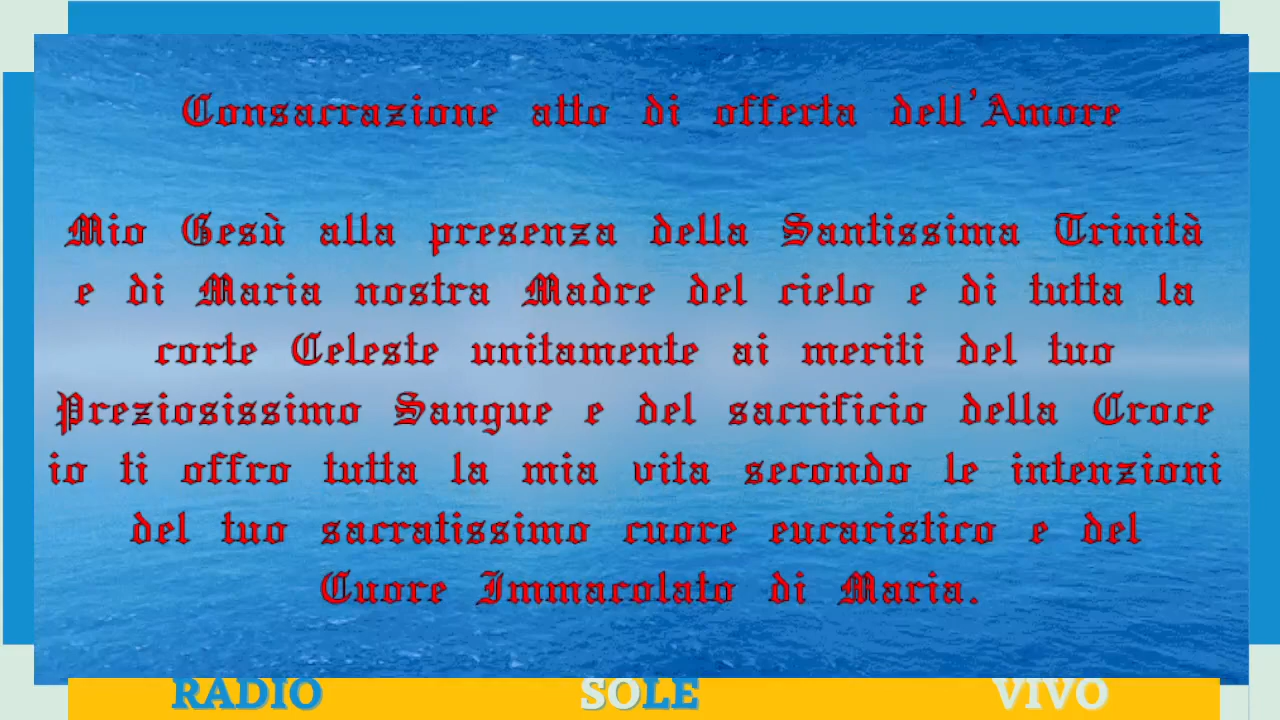 Consacrazione atto di offerta dell'Amore
Mio Gesù alla presenza della Santissima Trinità
e di Maria nostra Madre del cielo e di tutta la
corte Celeste unitamente ai meriti del tuo
Preziosissimo Sangue e del sacrificio della Croce
io ti offro tutta la mia vita secondo le intenzioni
del tuo sacratissimo cuore eucaristico e del
Cuore Immacolato di Maria.
RADIO SOLE VIVO